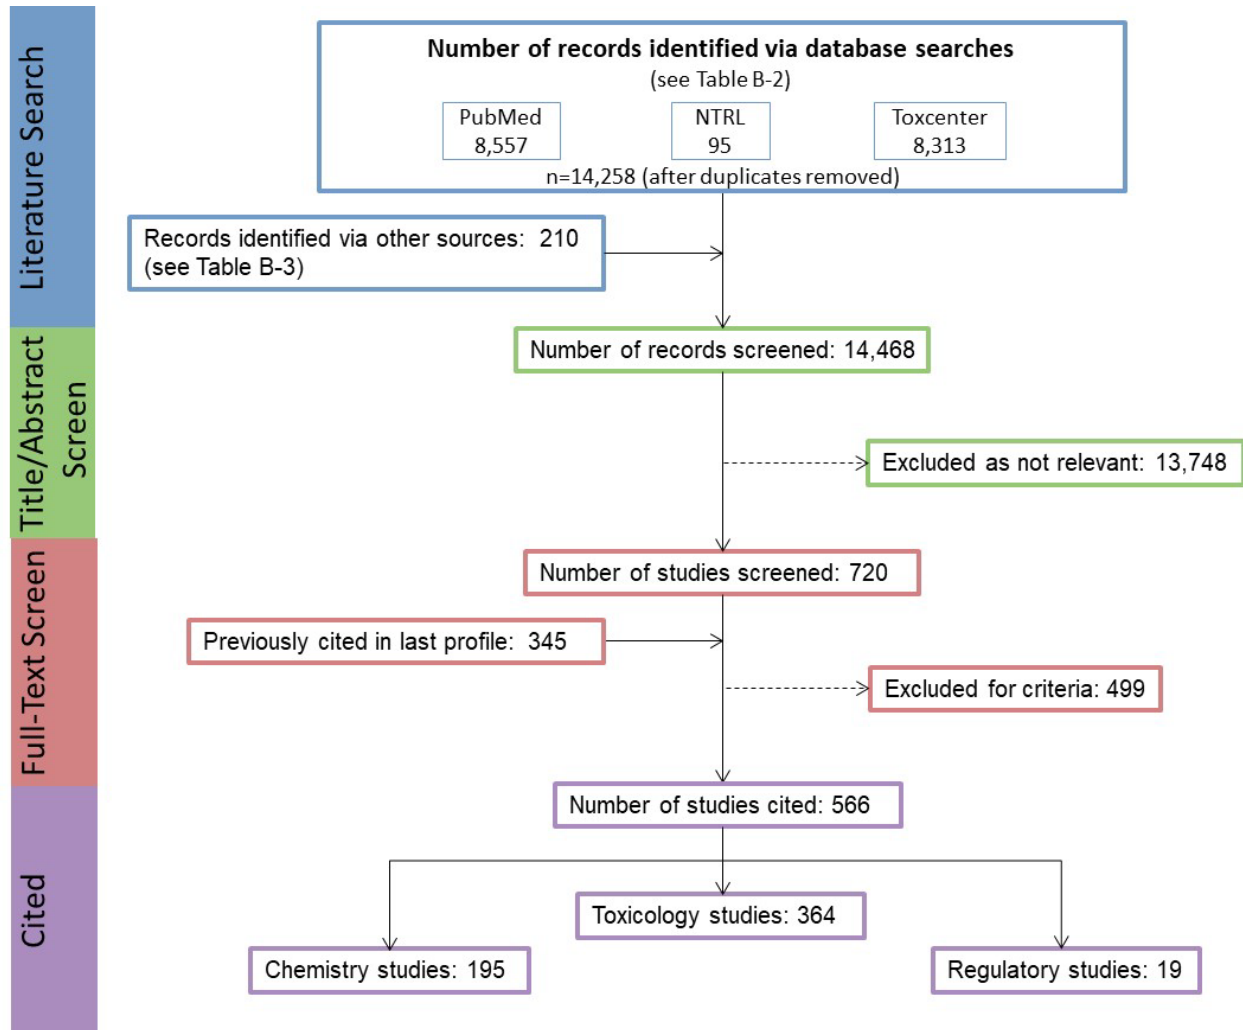 Literature Search
Number of records identified via database searches
(see Table B-2)
PubMed
8,557
NTRL
95
Toxcenter
8,313
n=14,258 (after duplicates removed)
Records identified via other sources: 210
(see Table B-3)
Title/Abstract
Screen
Number of records screened: 14,468
Excluded as not relevant: 13,748
Full-Text Screen
Number of studies screened: 720
Previously cited in last profile: 345
Excluded for criteria: 499
Cited
Number of studies cited: 566
Toxicology studies: 364
Chemistry studies: 195
Regulatory studies: 19